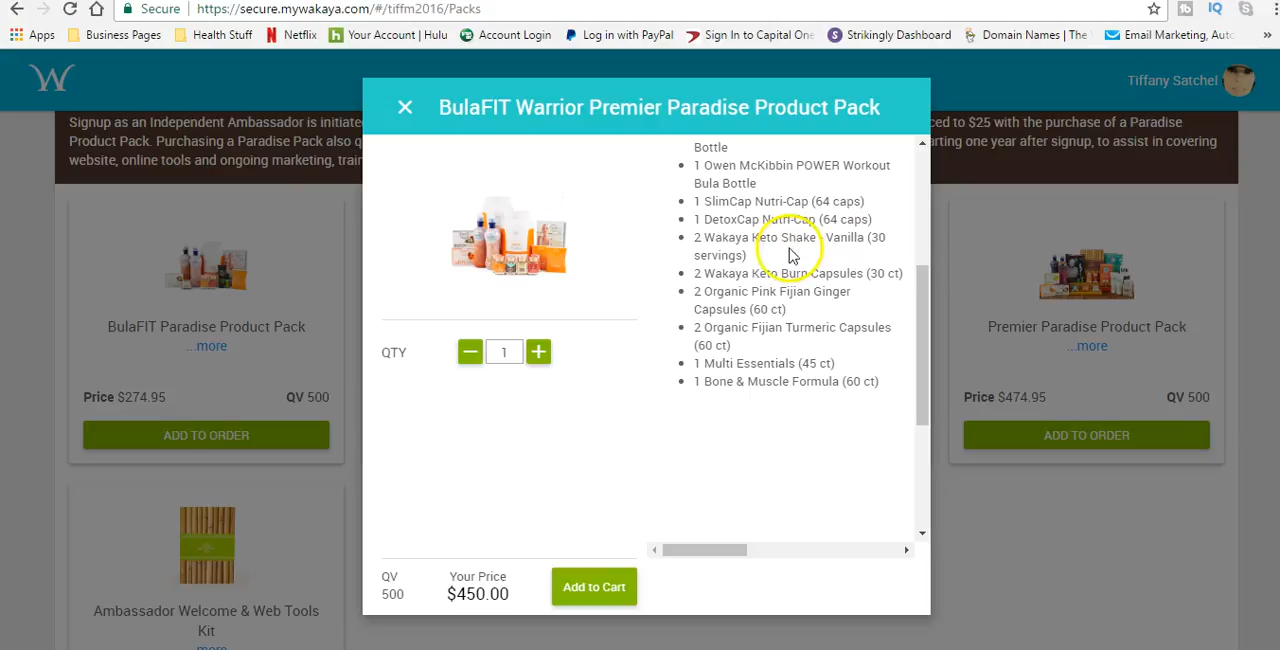 Secure
https://secure.mywakaya.com/#/tiffm2016/Packs
Apps
Business Pages
Health Stuff
Netflix
Your Account | Hulu
Account Login
Log in with PayPal
Sign In to Capital One
Strikingly Dashboard
Domain Names | The
Email Marketing, Auto
»
W
Tiffany Satchel
Signup as an Independent Ambassador is initiated
ced to $25 with the purchase of a Paradise
Product Pack. Purchasing a Paradise Pack also q
arting one year after signup, to assist in covering
website, online tools and ongoing marketing, train
BulaFIT Warrior Premier Paradise Product Pack
Bottle
1 Owen McKibbin POWER Workout
Bula Bottle
1 SlimCap Nutri-Cap (64 caps)
1 DetoxCap Nutri-Cap (64 caps)
2 Wakaya Keto Shake - Vanilla (30
servings)
2 Wakaya Keto Burn Capsules (30 ct)
2 Organic Pink Fijian Ginger
Capsules (60 ct)
2 Organic Fijian Turmeric Capsules
(60 ct)
1 Multi Essentials (45 ct)
1 Bone & Muscle Formula (60 ct)
QTY
1
QV
500
Your Price
$450.00
Add to Cart
BulaFIT Paradise Product Pack
...more
Price $274.95
QV 500
ADD TO ORDER
Premier Paradise Product Pack
...more
Price $474.95
QV 500
ADD TO ORDER
Ambassador Welcome & Web Tools
Kit
...more